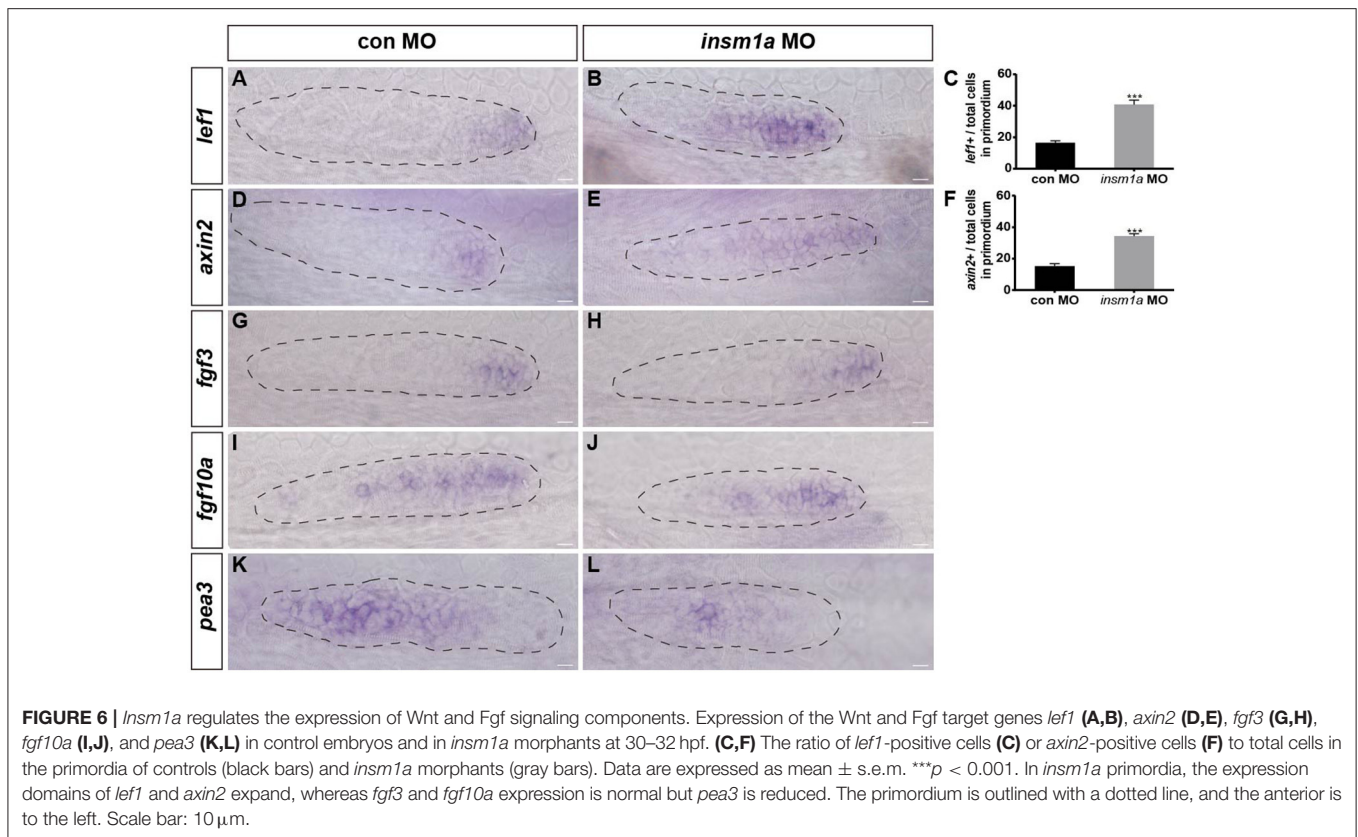 con MO
insm1a MO
lef1
A
B
C
60
40
20
0
lef1+ / total cells
in primordium
***
con MO
insm1a MO
axin2
D
E
F
60
40
20
0
axin2+ / total cells
in primordium
***
con MO
insm1a MO
fgf3
G
H
fgf10a
I
J
pea3
K
L
FIGURE 6 | Insm1a regulates the expression of Wnt and Fgf signaling components. Expression of the Wnt and Fgf target genes lef1 (A,B), axin2 (D,E), fgf3 (G,H),
fgf10a (I,J), and pea3 (K,L) in control embryos and in insm1a morphants at 30–32 hpf. (C,F) The ratio of lef1-positive cells (C) or axin2-positive cells (F) to total cells in
the primordia of controls (black bars) and insm1a morphants (gray bars). Data are expressed as mean ± s.e.m. ***p < 0.001. In insm1a primordia, the expression
domains of lef1 and axin2 expand, whereas fgf3 and fgf10a expression is normal but pea3 is reduced. The primordium is outlined with a dotted line, and the anterior is
to the left. Scale bar: 10 μm.